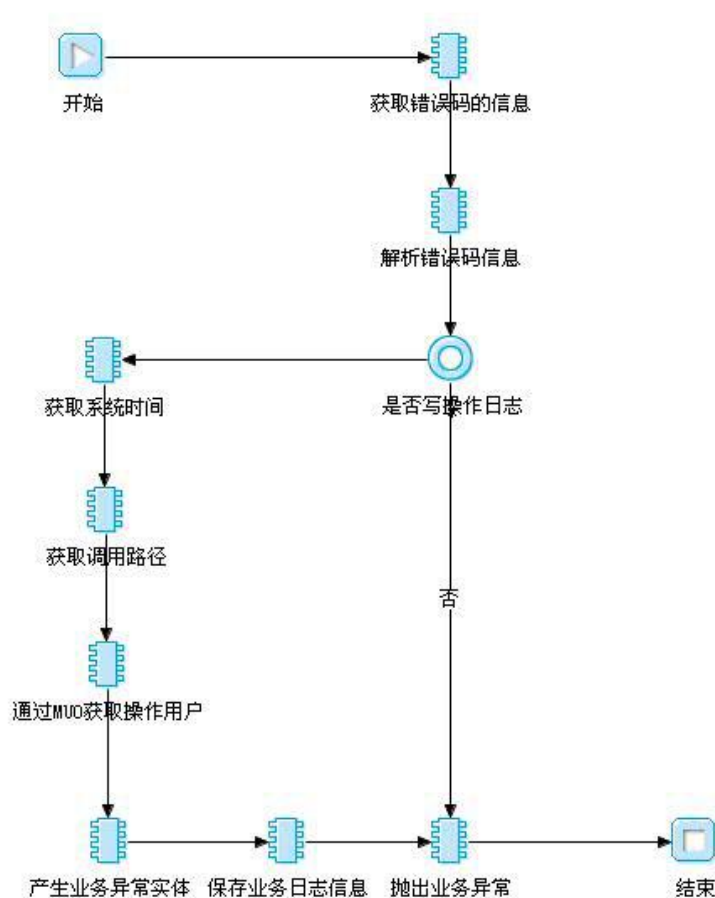 开始
获取错误码的信息
解析错误码信息
获取系统时间
是否写操作日志
获取调用路径
否
通过MUO获取操作用户
产生业务异常实体
保存业务日志信息
抛出业务异常
结束